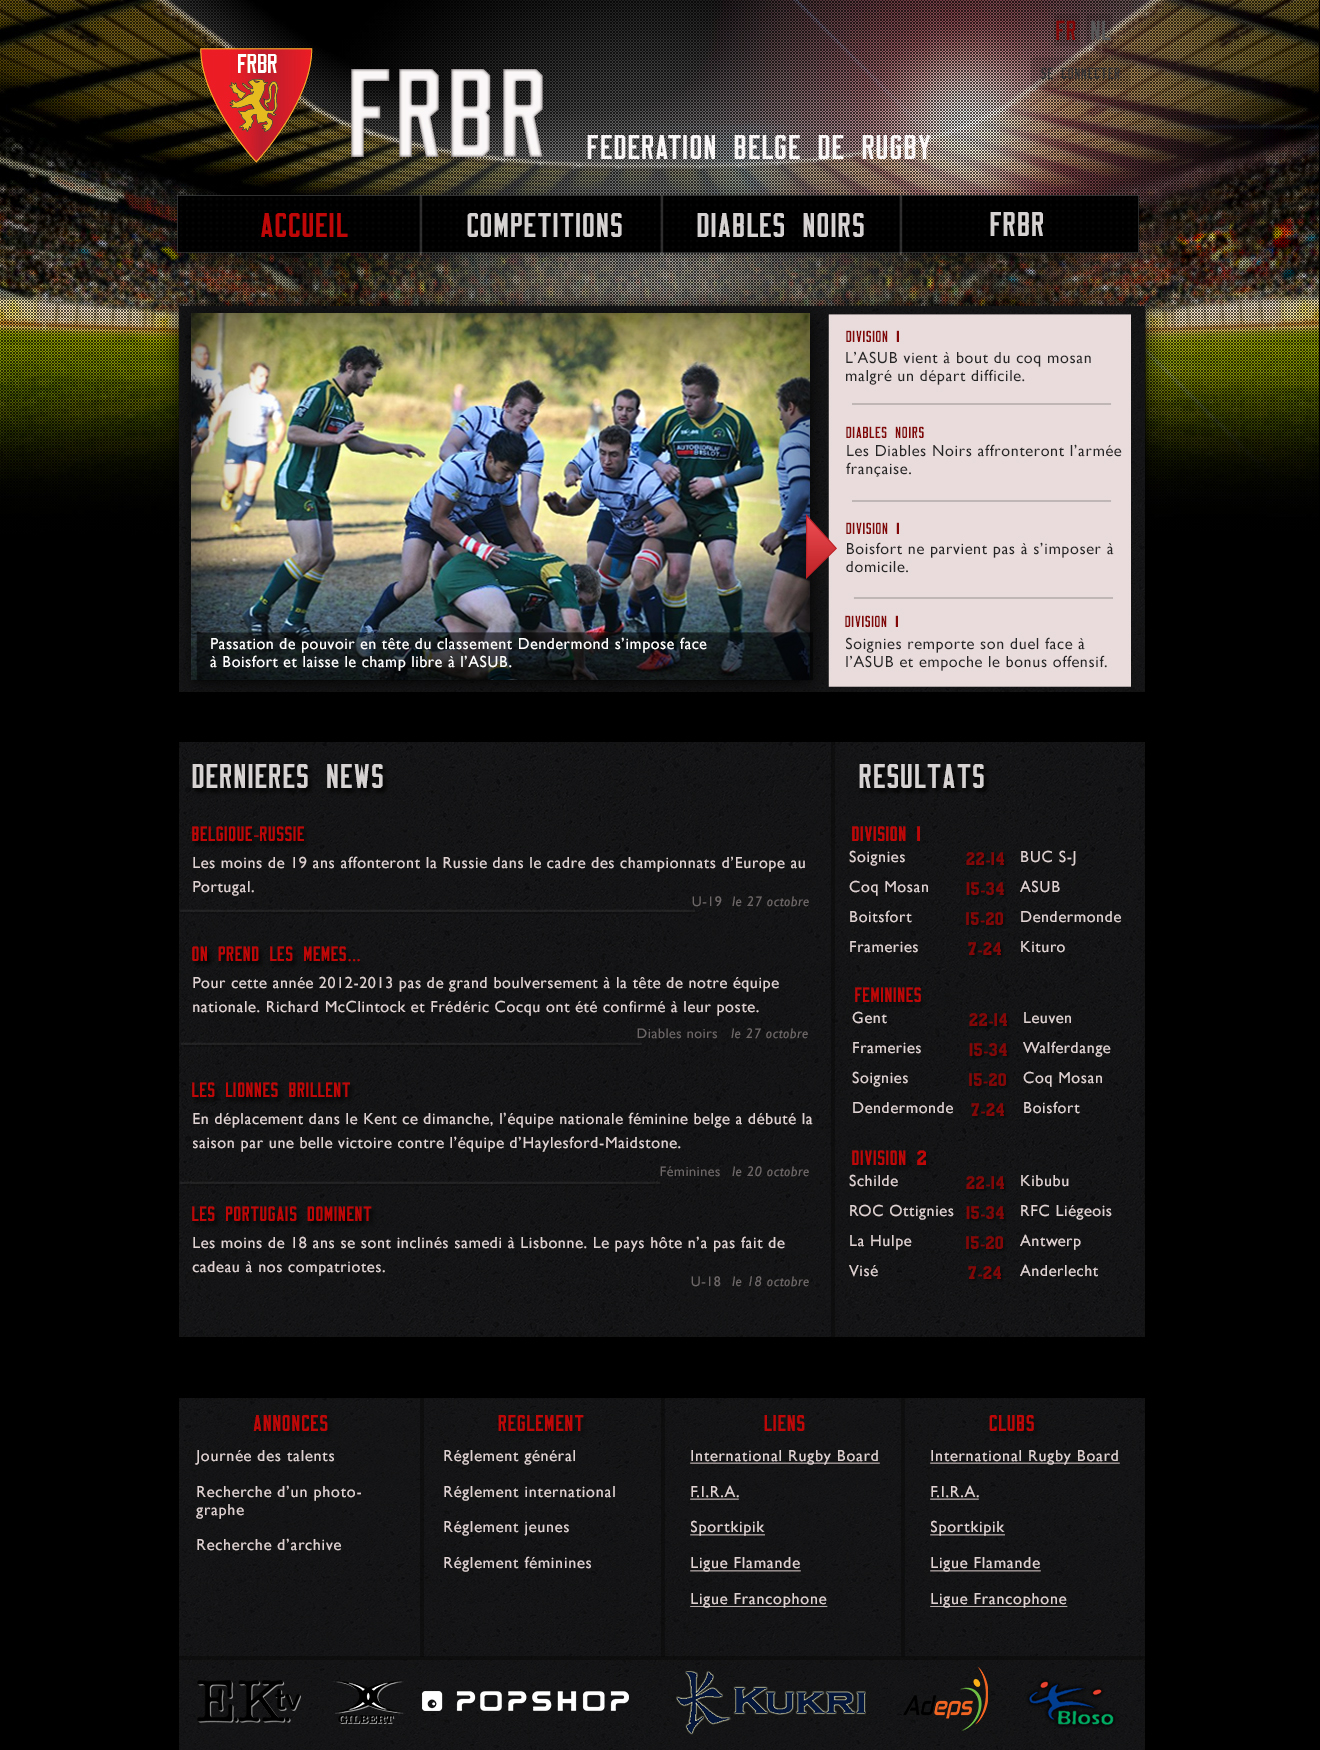 FR NL
SE CONNECTER
FRBR
FRBR
FEDERATION BELGE DE RUGBY
ACCUEIL COMPETITIONS DIABLES NOIRS FRBR
DIVISION 1
L'ASUB vient à bout du coq mosan
malgré un départ difficile.
DIABLES NOIRS
Les Diables Noirs affronteront l'armée
française.
DIVISION 1
Boisfort ne parvient pas à s'imposer à
domicile.
DIVISION 1
Soignies remporte son duel face à
l'ASUB et empoche le bonus offensif.
Passation de pouvoir en tête du classement Dendermond s'impose face
à Boisfort et laisse le champ libre à l'ASUB.
DERNIERES NEWS
BELGIQUE-RUSSIE
Les moins de 19 ans affonteront la Russie dans le cadre des championnats d'Europe au
Portugal.
U-19 le 27 octobre
ON PREND LES MEMES...
Pour cette année 2012-2013 pas de grand boulversement à la tête de notre équipe
nationale. Richard McClintock et Frédéric Cocqu ont été confirmé à leur poste.
Diables noirs le 27 octobre
LES LIONNES BRILLENT
En déplacement dans le Kent ce dimanche, l'équipe nationale féminine belge a débuté la
saison par une belle victoire contre l'équipe d'Haylesford-Maidstone.
Féminines le 20 octobre
LES PORTUGAIS DOMINENT
Les moins de 18 ans se sont inclinés samedi à Lisbonne. Le pays hôte n'a pas fait de
cadeau à nos compatriotes.
U-18 le 18 octobre
RESULTATS
DIVISION 1
Soignies 22-14 BUC S-J
Coq Mosan 15-34 ASUB
Boitsfort 15-20 Dendermonde
Frameries 7-24 Kituro
FEMININES
Gent 22-14 Leuven
Frameries 15-34 Walferdange
Soignies 15-20 Coq Mosan
Dendermonde 7-24 Boisfort
DIVISION 2
Schilde 22-14 Kibubu
ROC Ottignies 15-34 RFC Liégeois
La Hulpe 15-20 Antwerp
Visé 7-24 Anderlecht
ANNONCES
Journée des talents
Recherche d'un photo-
graphe
Recherche d'archive
REGLEMENT
Réglement général
Réglement international
Réglement jeunes
Réglement féminines
LIENS
International Rugby Board
F.I.R.A.
Sportkipik
Ligue Flamande
Ligue Francophone
CLUBS
International Rugby Board
F.I.R.A.
Sportkipik
Ligue Flamande
Ligue Francophone
E.K.tv GILBERT POPSHOP KUKRI Adeps Bloso